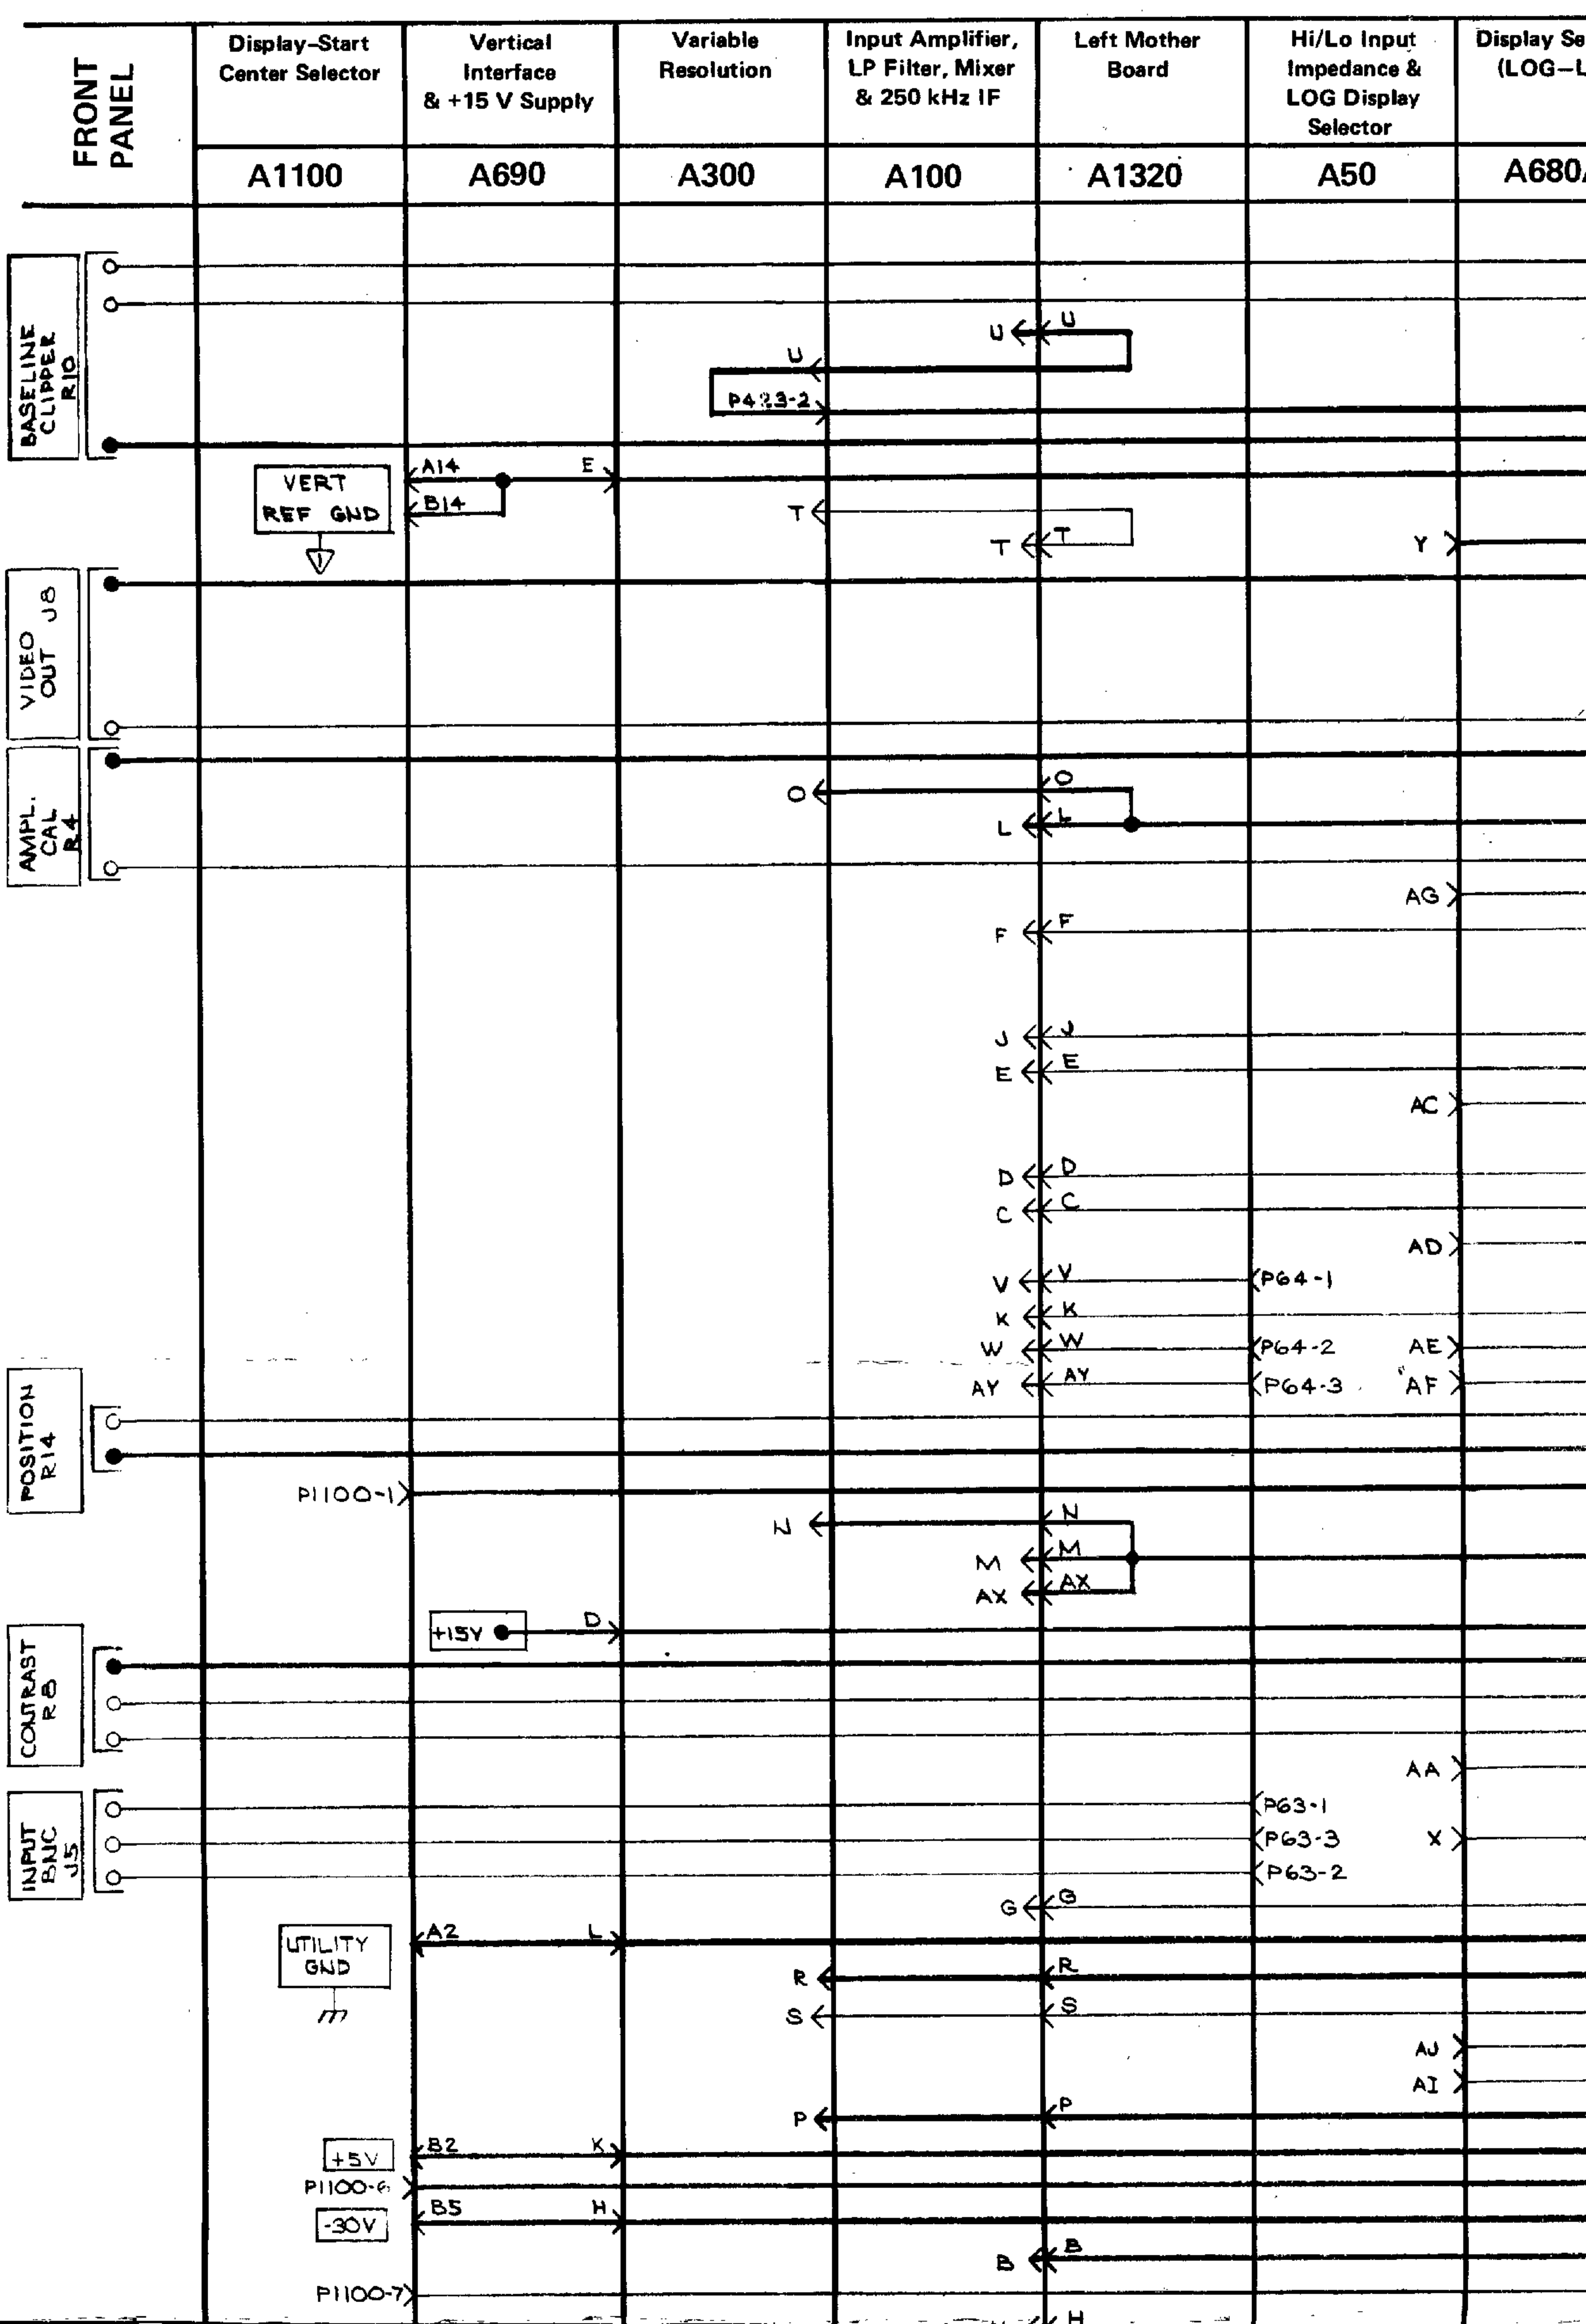 FRONT
PANEL
Display-Start
Center Selector
A1100
Vertical
Interface
& +15 V Supply
A690
Variable
Resolution
A300
Input Amplifier,
LP Filter, Mixer
& 250 kHz IF
A100
Left Mother
Board
A1320
Hi/Lo Input
Impedance &
LOG Display
Selector
A50
Display Se
(LOG-L
A680
BASELINE
CLIPPER
R10
U U
U
P423-2
A14 E
VERT
REF GND
B14
1
T
T T
Y
VIDEO
OUT J8
AMPL.
CAL
R4
O O
L L
AG
F F
J J
E E
AC
D D
C C
AD
V V P64-1
K K
W W P64-2 AE
AY AY P64-3 AF
POSITION
R14
P1100-1
N N
M M
AX AX
+15V D
CONTRAST
R8
AA
INPUT
BNC
J5
P63-1
P63-3 X
P63-2
G G
UTILITY
GND
A2 L
R R
S S
AJ
AI
P P
+5V B2 K
P1100-6
-30V B5 H
B B
P1100-7
H